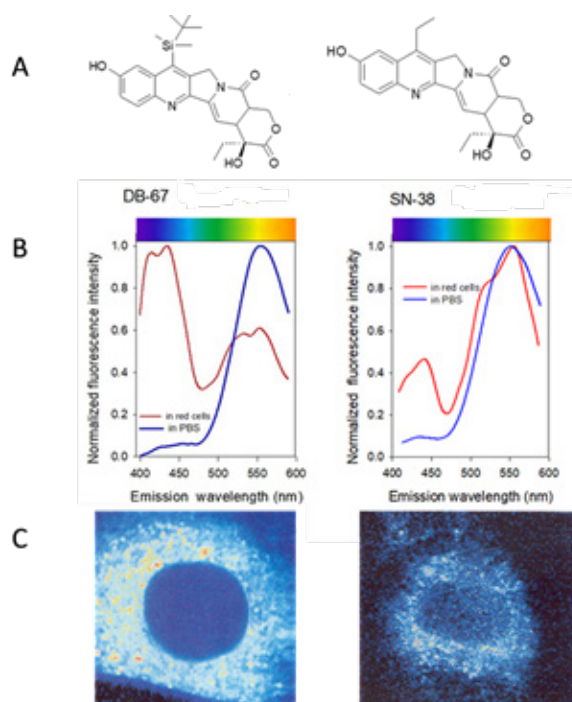 A
Si
HO
N
N
O
O
O
HO
HO
N
N
O
O
O
HO
DB-67
SN-38
B
Normalized fluorescence intensity
1.0
0.8
0.6
0.4
0.2
0.0
in red cells
in PBS
400 450 500 550 600
Emission wavelength (nm)
Normalized fluorescence intensity
1.0
0.8
0.6
0.4
0.2
0.0
in red cells
in PBS
400 450 500 550 600
Emission wavelength (nm)
C